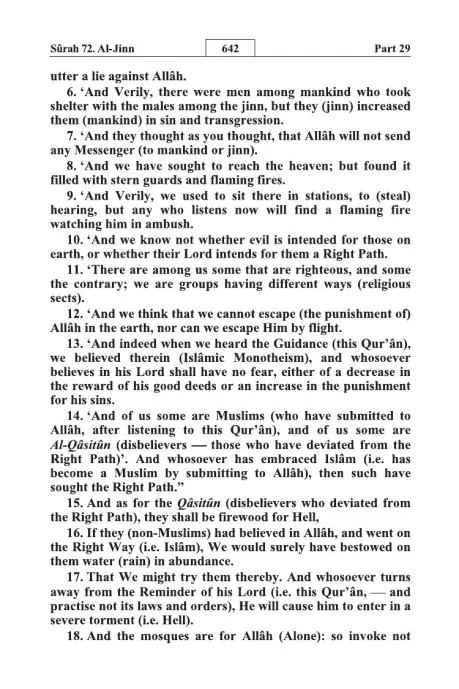 Sûrah 72. Al-Jinn 642 Part 29
utter a lie against Allâh.
6. ‘And Verily, there were men among mankind who took
shelter with the males among the jinn, but they (jinn) increased
them (mankind) in sin and transgression.
7. ‘And they thought as you thought, that Allâh will not send
any Messenger (to mankind or jinn).
8. ‘And we have sought to reach the heaven; but found it
filled with stern guards and flaming fires.
9. ‘And Verily, we used to sit there in stations, to (steal)
hearing, but any who listens now will find a flaming fire
watching him in ambush.
10. ‘And we know not whether evil is intended for those on
earth, or whether their Lord intends for them a Right Path.
11. ‘There are among us some that are righteous, and some
the contrary; we are groups having different ways (religious
sects).
12. ‘And we think that we cannot escape (the punishment of)
Allâh in the earth, nor can we escape Him by flight.
13. ‘And indeed when we heard the Guidance (this Qur’ân),
we believed therein (Islâmic Monotheism), and whosoever
believes in his Lord shall have no fear, either of a decrease in
the reward of his good deeds or an increase in the punishment
for his sins.
14. ‘And of us some are Muslims (who have submitted to
Allâh, after listening to this Qur’ân), and of us some are
Al-Qâsitûn (disbelievers — those who have deviated from the
Right Path)’. And whosoever has embraced Islâm (i.e. has
become a Muslim by submitting to Allâh), then such have
sought the Right Path.”
15. And as for the Qâsitûn (disbelievers who deviated from
the Right Path), they shall be firewood for Hell,
16. If they (non-Muslims) had believed in Allâh, and went on
the Right Way (i.e. Islâm), We would surely have bestowed on
them water (rain) in abundance.
17. That We might try them thereby. And whosoever turns
away from the Reminder of his Lord (i.e. this Qur’ân, — and
practise not its laws and orders), He will cause him to enter in a
severe torment (i.e. Hell).
18. And the mosques are for Allâh (Alone): so invoke not